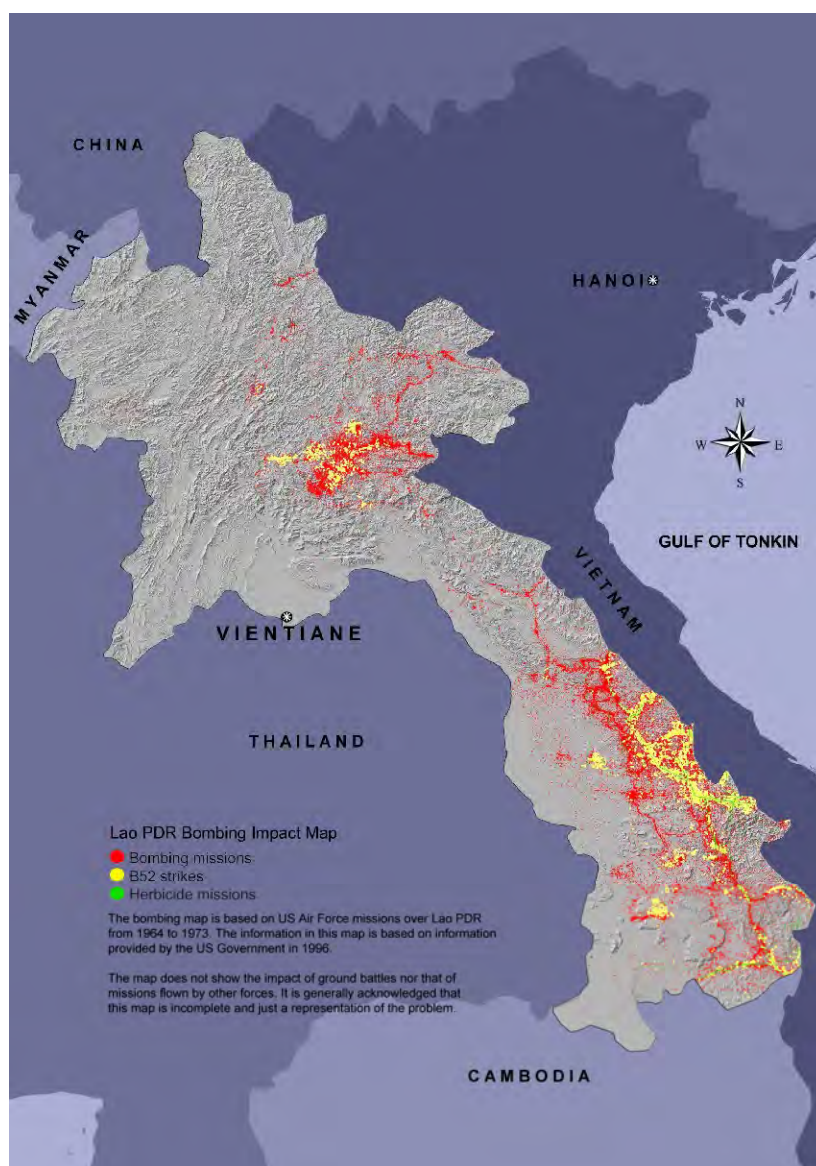 CHINA
MYANMAR
HANOI
N
W E
S
GULF OF TONKIN
VIETNAM
VIENTIANE
THAILAND
Lao PDR Bombing Impact Map
Bombing missions
B52 strikes
Herbicide missions
The bombing map is based on US Air Force missions over Lao PDR
from 1964 to 1973. The information in this map is based on information
provided by the US Government in 1996.
The map does not show the impact of ground battles nor that of
missions flown by other forces. It is generally acknowledged that
this map is incomplete and just a representation of the problem.
CAMBODIA